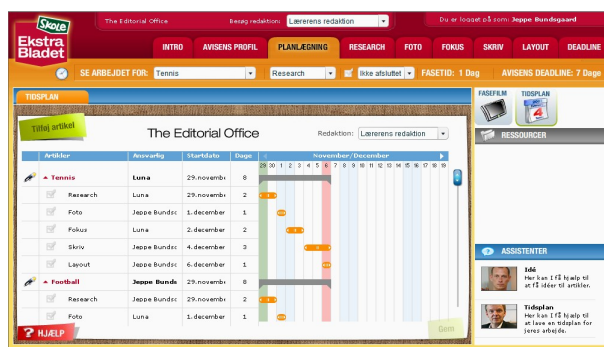 Skole
Ekstra
Bladet
The Editorial Office
Besøg redaktion:
Lærerens redaktion
Du er logget på som: Jeppe Bundsgaard
INTRO
AVISENS PROFIL
PLANLÆGNING
RESEARCH
FOTO
FOKUS
SKRIV
LAYOUT
DEADLINE
SE ARBEJDET FOR:
Tennis
Research
Ikke afsluttet
FASETID: 1 Dag
AVISENS DEADLINE: 7 Dage
TIDSPLAN
FASEFILM
TIDSPLAN
4
RESSOURCER
Tilføj artikel
The Editorial Office
Redaktion:
Lærerens redaktion
Artikler Ansvarlig Startdato Dage November/December
29 30 1 2 3 4 5 6 7 8 9 10 11 12 13 14 15 16 17 18 19
Tennis Luna 29.novembe 8
Research Luna 29.novembe 2
Foto Jeppe Bundsc 1.december 1
Fokus Luna 2.december 2
Skriv Jeppe Bundsc 4.december 3
Layout Jeppe Bundsc 6.december 1
Football Jeppe Bunds 29.novembe 8
Research Jeppe Bundsc 29.novembe 2
Foto Luna 1.december 1
ASSISTENTER
Idé
Her kan I få hjælp til
at få idéer til artikler.
Tidsplan
Her kan I få hjælp til
at lave en tidsplan for
jeres arbejde.
? HJÆLP
Gem